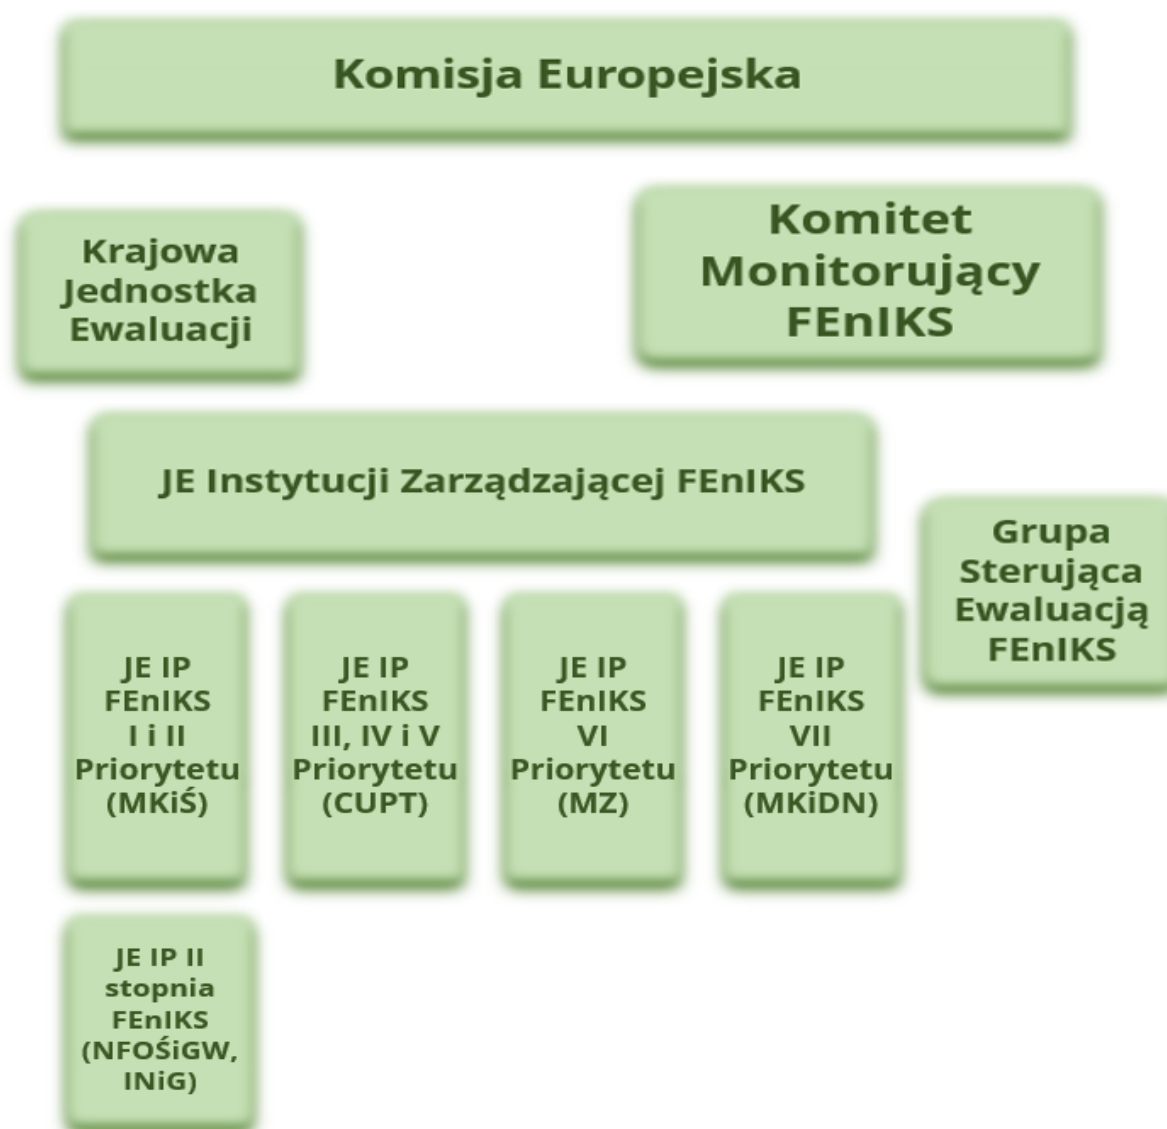 Komisja Europejska
Krajowa
Jednostka
Ewaluacji
Komitet
Monitorujący
FEnIKS
JE Instytucji Zarządzającej FEnIKS
Grupa
Sterująca
Ewaluacją
FEnIKS
JE IP
FEnIKS
I i II
Priorytetu
(MKiŚ)
JE IP
FEnIKS
III, IV i V
Priorytetu
(CUPT)
JE IP
FEnIKS
VI
Priorytetu
(MZ)
JE IP
FEnIKS
VII
Priorytetu
(MKiDN)
JE IP II
stopnia
FEnIKS
(NFOŚiGW,
INiG)